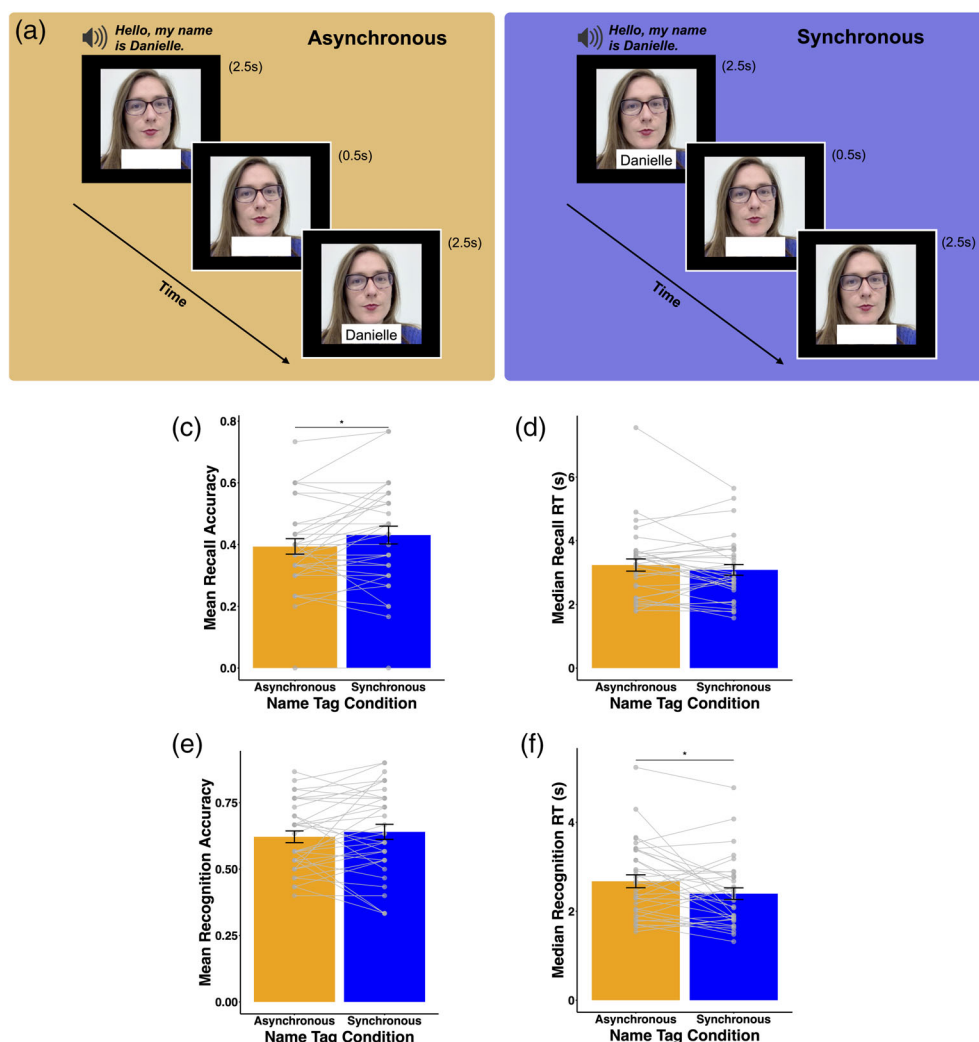 (a)
Hello, my name
is Danielle.
Asynchronous
(2.5s)
(0.5s)
(2.5s)
Danielle
Time
Hello, my name
is Danielle.
Synchronous
(2.5s)
Danielle
(0.5s)
(2.5s)
Time
(c)
Mean Recall Accuracy
0.8
0.6
0.4
0.2
0.0
*
Asynchronous Synchronous
Name Tag Condition
(d)
Median Recall RT (s)
6
4
2
0
Asynchronous Synchronous
Name Tag Condition
(e)
Mean Recognition Accuracy
0.75
0.50
0.25
0.00
Asynchronous Synchronous
Name Tag Condition
(f)
Median Recognition RT (s)
4
2
0
*
Asynchronous Synchronous
Name Tag Condition